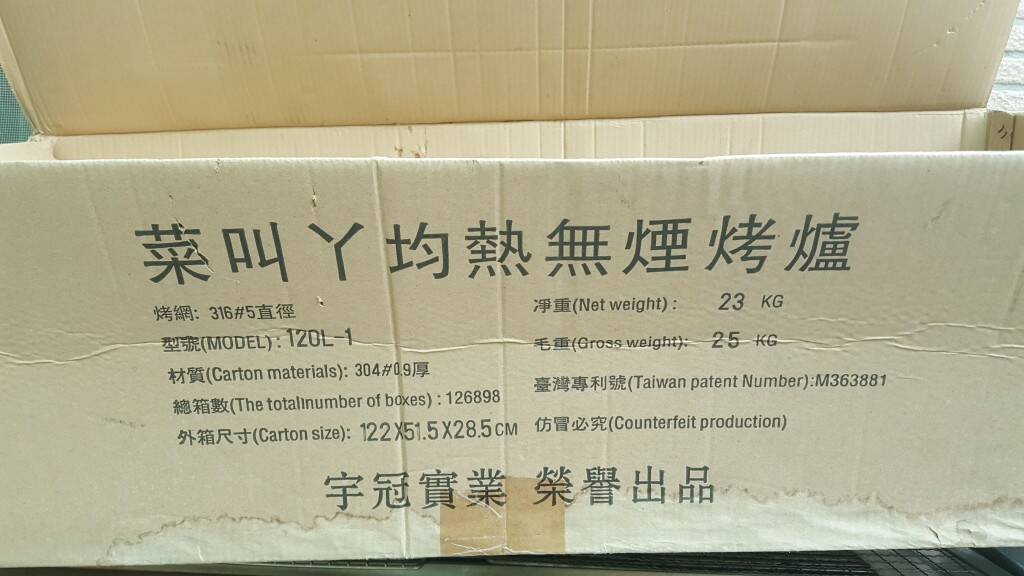 菜叫丫均熱無煙烤爐
烤網: 316#5直徑
型號(MODEL): 120L-1
材質(Carton materials): 304#0.9厚
總箱數(The totalnumber of boxes) : 126898
外箱尺寸(Carton size): 122X51.5X28.5CM
凈重(Net weight) : 23 KG
毛重(Gross weight): 25 KG
臺灣專利號(Taiwan patent Number):M363881
仿冒必究(Counterfeit production)
宇冠實業 榮譽出品